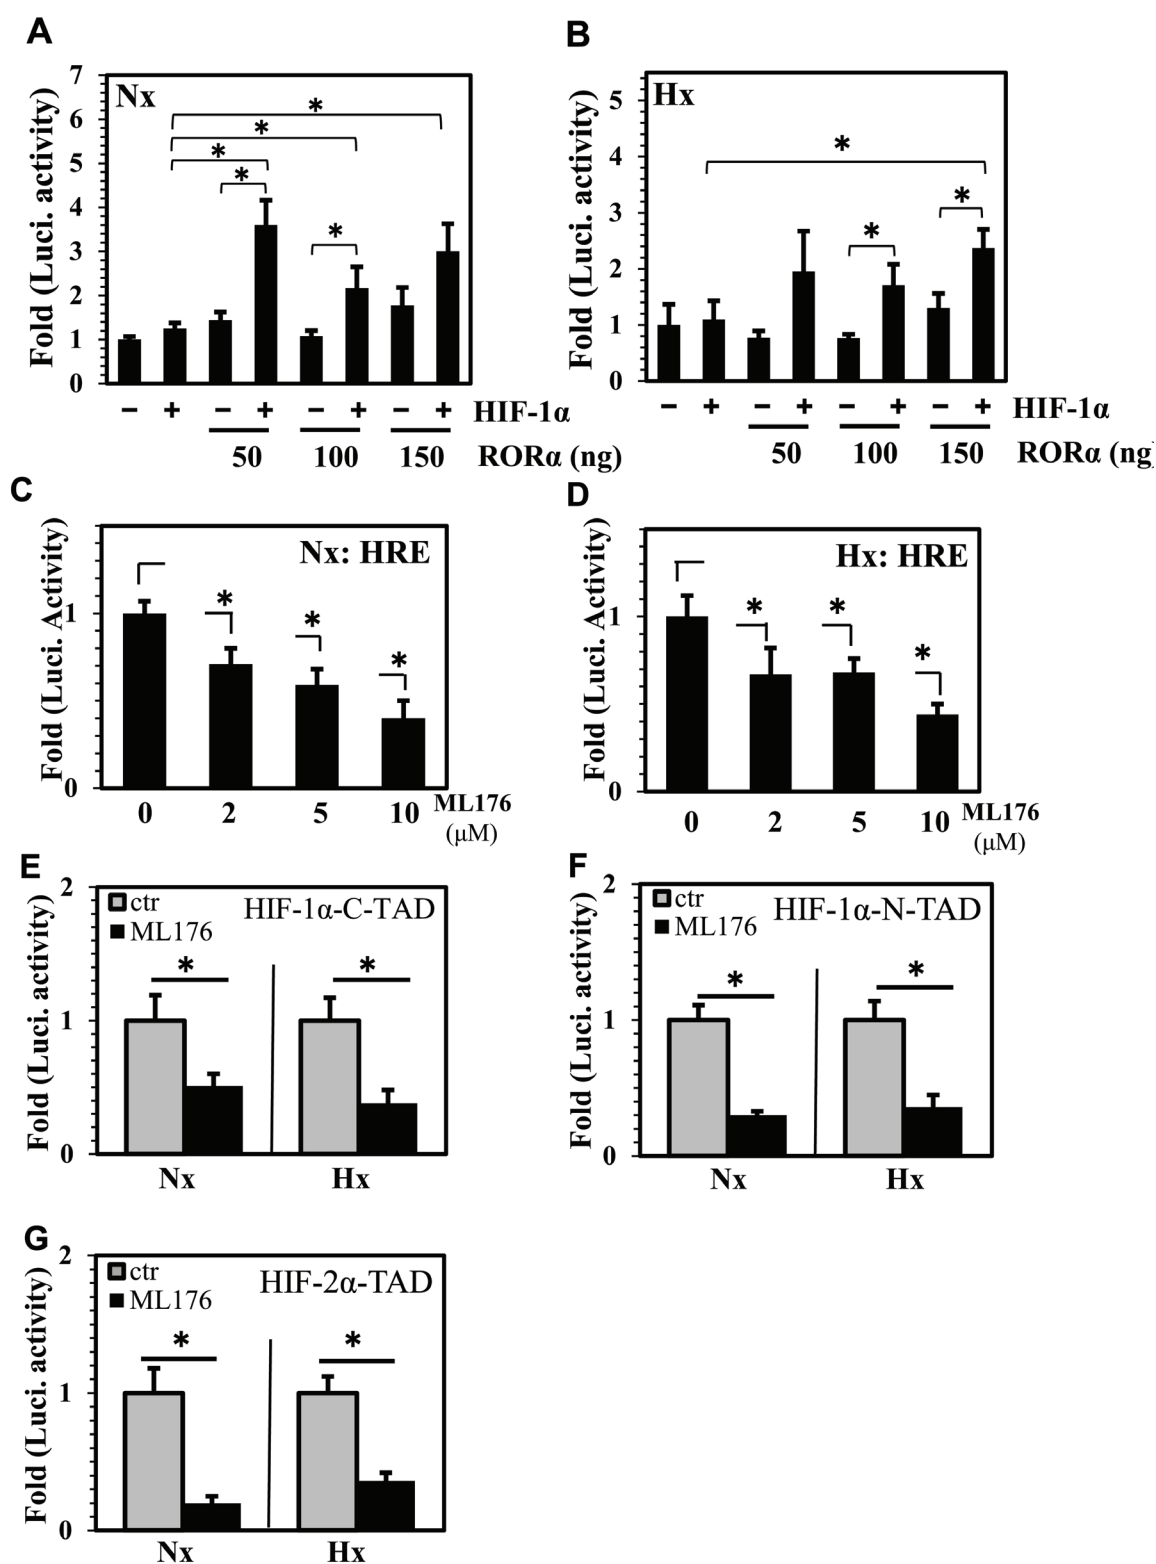 A
Nx
Fold (Luci. activity)
7
6
5
4
3
2
1
0
* * * * *
− + − + − + − + HIF-1α
50 100 150 RORα (ng)
B
Hx
Fold (Luci. activity)
5
4
3
2
1
0
* * *
− + − + − + − + HIF-1α
50 100 150 RORα (ng)
C
Nx: HRE
Fold (Luci. Activity)
1
0
* * *
0 2 5 10 ML176
(μM)
D
Hx: HRE
Fold (Luci. Activity)
1
0
* * *
0 2 5 10 ML176
(μM)
E
ctr
ML176
HIF-1α-C-TAD
Fold (Luci. activity)
2
1
0
* *
Nx Hx
F
ctr
ML176
HIF-1α-N-TAD
Fold (Luci. activity)
2
1
0
* *
Nx Hx
G
ctr
ML176
HIF-2α-TAD
Fold (Luci. activity)
2
1
0
* *
Nx Hx